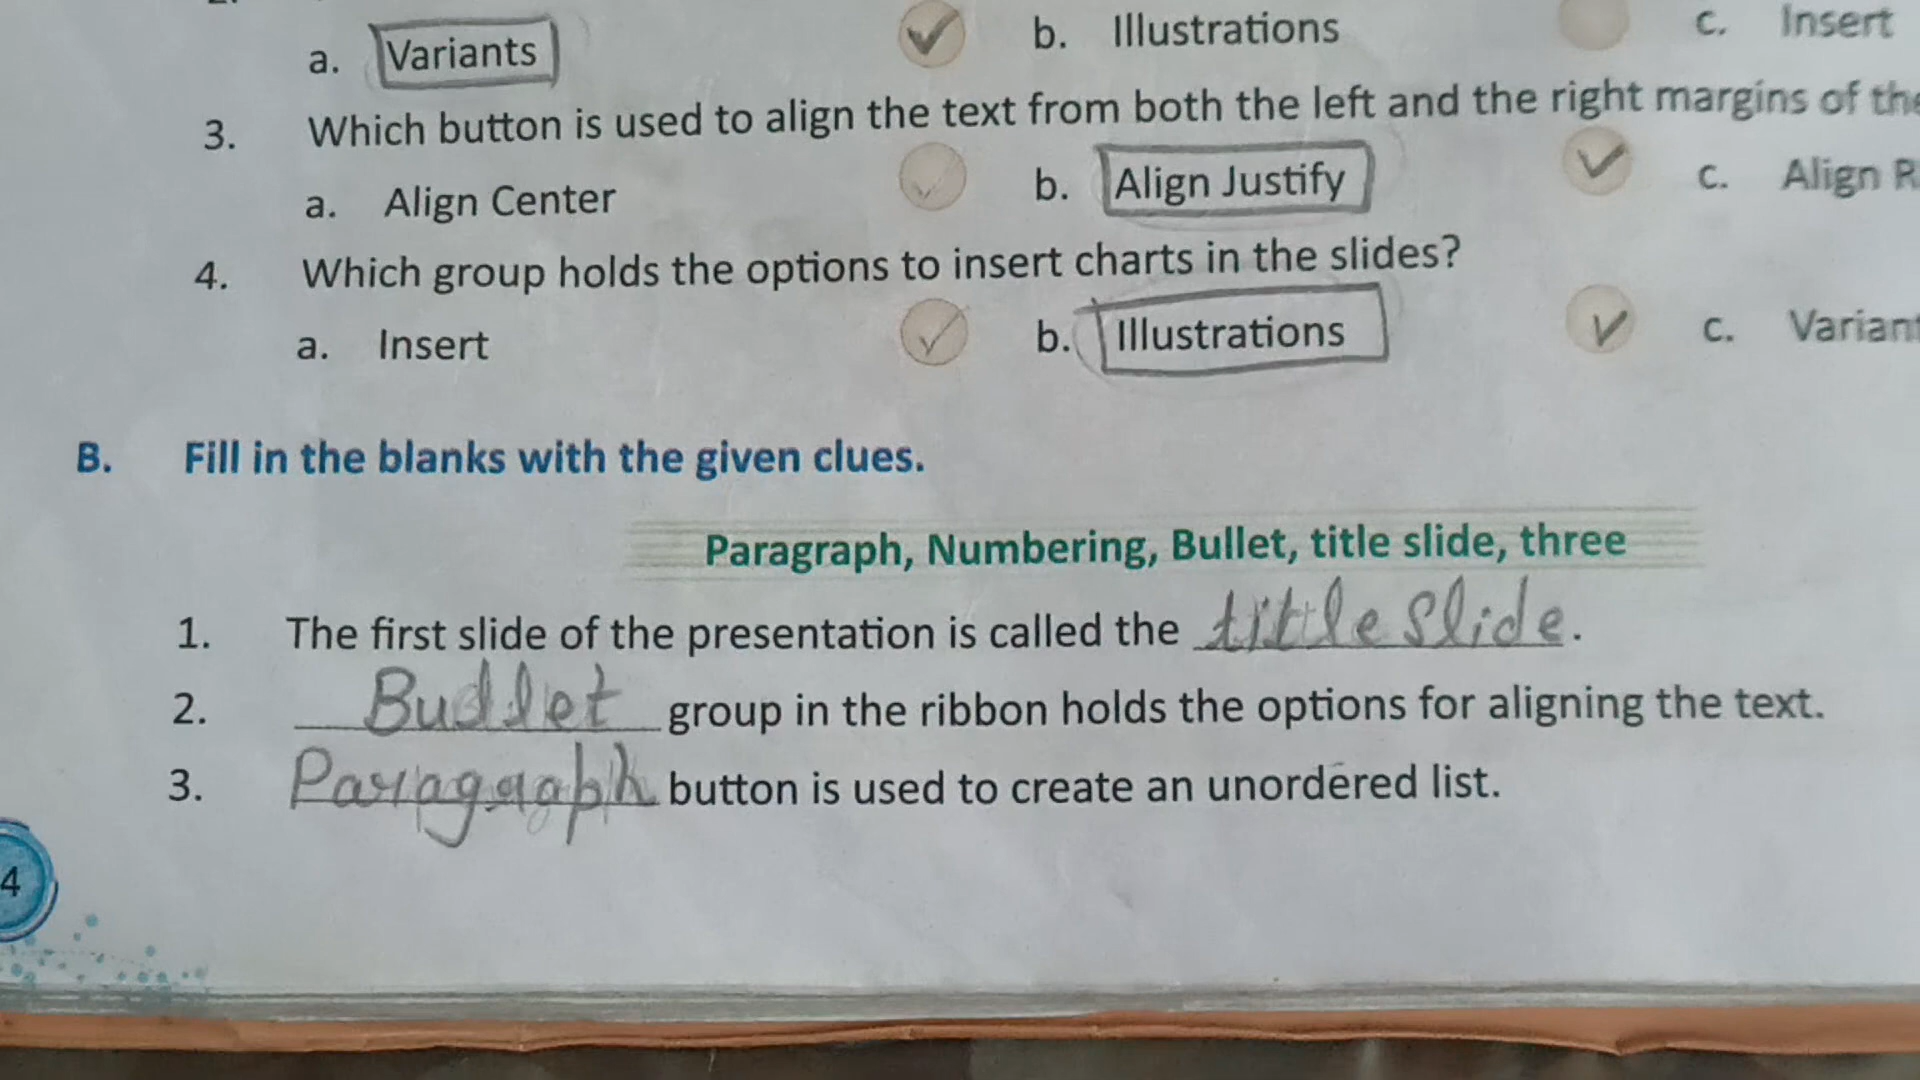 a. Variants b. Illustrations c. Insert
3. Which button is used to align the text from both the left and the right margins of the
a. Align Center b. Align Justify c. Align R
4. Which group holds the options to insert charts in the slides?
a. Insert b. Illustrations c. Variant
B. Fill in the blanks with the given clues.
Paragraph, Numbering, Bullet, title slide, three
1. The first slide of the presentation is called the title slide.
2. Bullet group in the ribbon holds the options for aligning the text.
3. Paragraph button is used to create an unordered list.
4